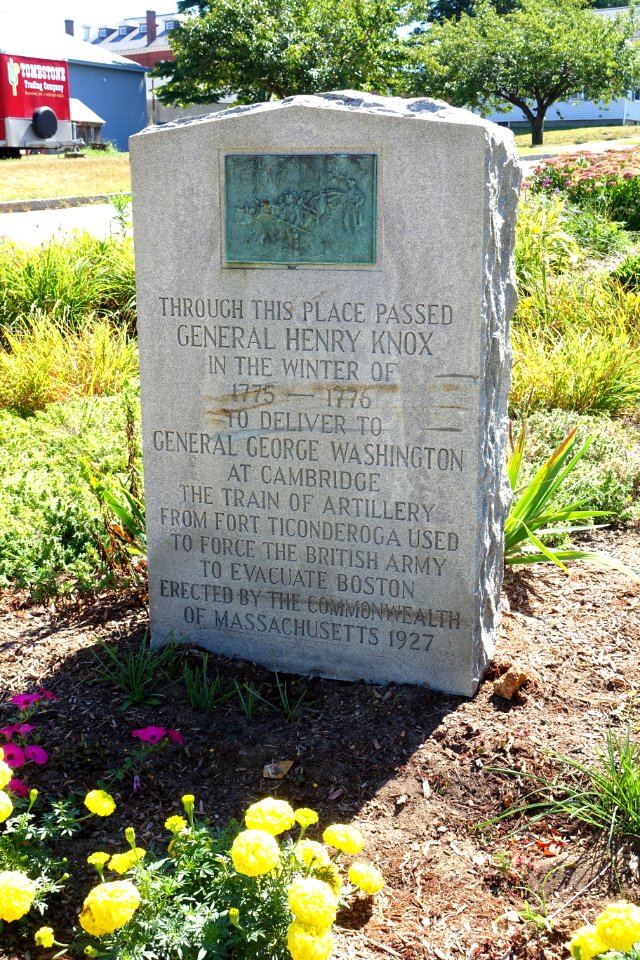 TOMBSTONE
Trading Company
THROUGH THIS PLACE PASSED
GENERAL HENRY KNOX
IN THE WINTER OF
1775 — 1776
TO DELIVER TO
GENERAL GEORGE WASHINGTON
AT CAMBRIDGE
THE TRAIN OF ARTILLERY
FROM FORT TICONDEROGA USED
TO FORCE THE BRITISH ARMY
TO EVACUATE BOSTON
ERECTED BY THE COMMONWEALTH
OF MASSACHUSETTS 1927